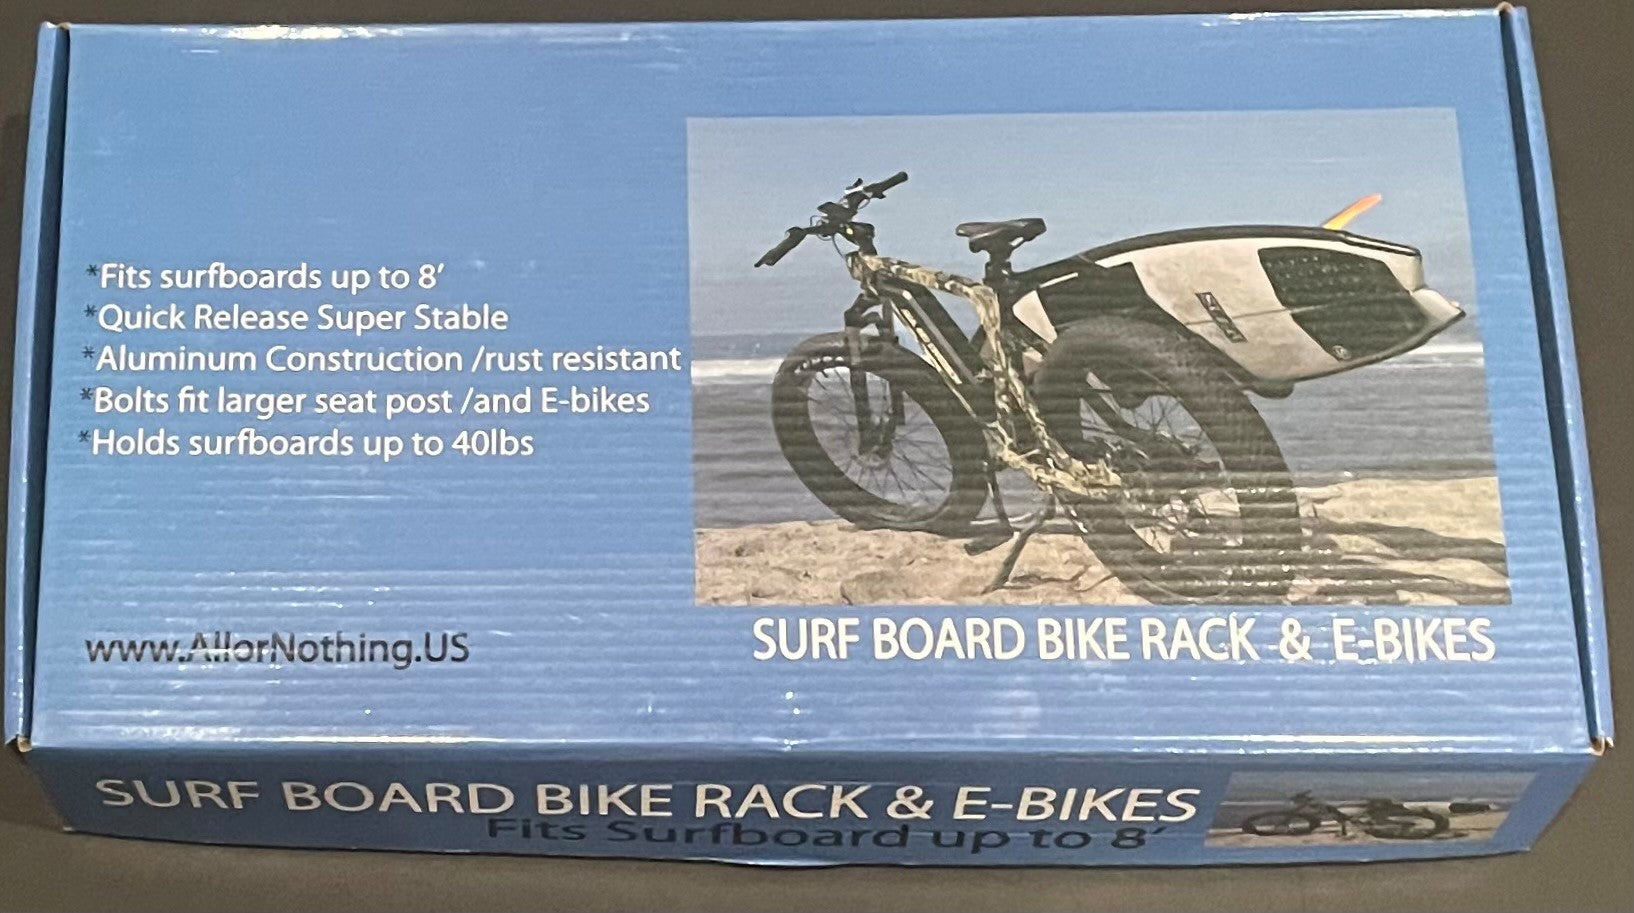 *Fits surfboards up to 8'
*Quick Release Super Stable
*Aluminum Construction /rust resistant
*Bolts fit larger seat post /and E-bikes
*Holds surfboards up to 40lbs
www.AllorNothing.US
SURF BOARD BIKE RACK & E-BIKES
SURF BOARD BIKE RACK & E-BIKES
Fits Surfboard up to 8'